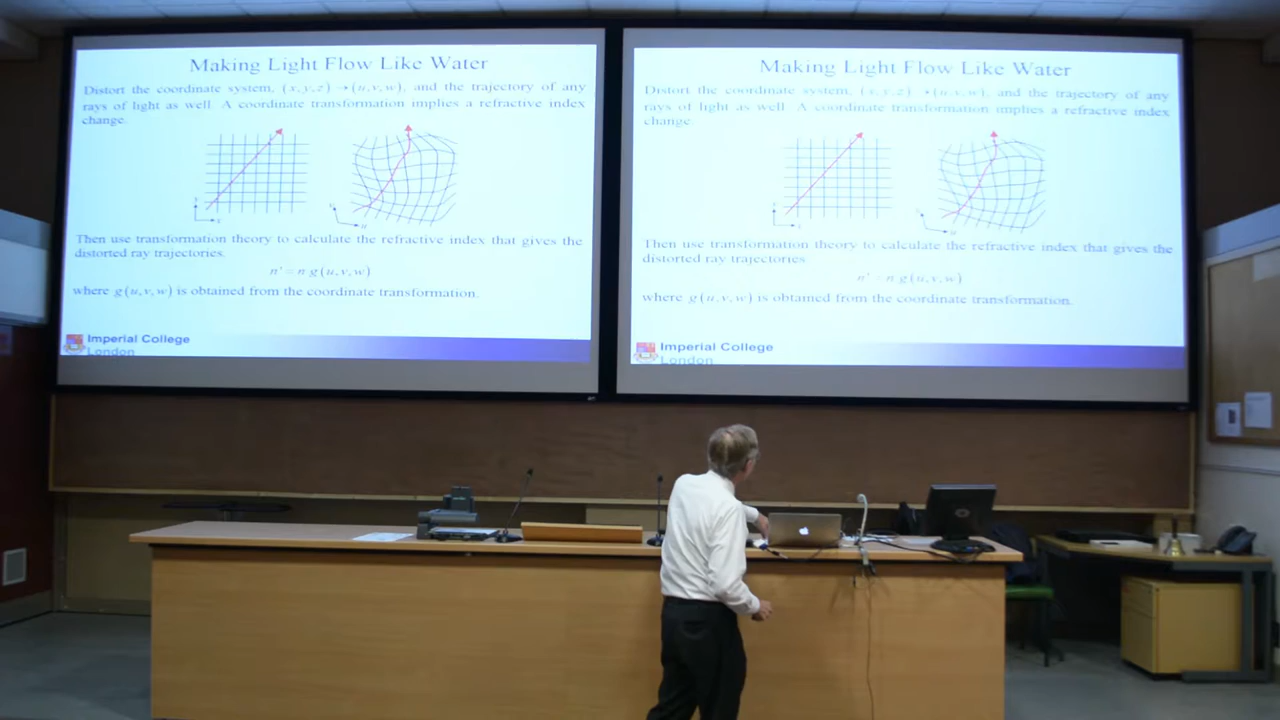 Making Light Flow Like Water
Distort the coordinate system, (x,y,z) → (u,v,w), and the trajectory of any
rays of light as well. A coordinate transformation implies a refractive index
change.
Then use transformation theory to calculate the refractive index that gives the
distorted ray trajectories.
n' = n g(u,v,w)
where g(u,v,w) is obtained from the coordinate transformation.
Imperial College
London
Making Light Flow Like Water
Distort the coordinate system, (x,y,z) → (u,v,w), and the trajectory of any
rays of light as well. A coordinate transformation implies a refractive index
change.
Then use transformation theory to calculate the refractive index that gives the
distorted ray trajectories
n' = n g(u,v,w)
where g(u,v,w) is obtained from the coordinate transformation.
Imperial College
London